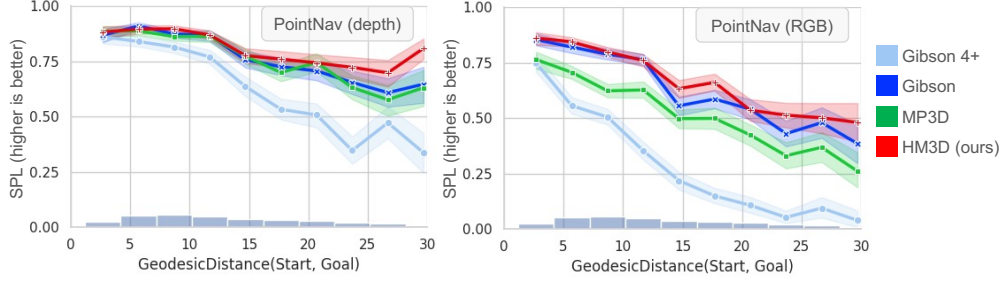 PointNav (depth)
SPL (higher is better)
1.00
0.75
0.50
0.25
0.00
0 5 10 15 20 25 30
GeodesicDistance(Start, Goal)
PointNav (RGB)
SPL (higher is better)
1.00
0.75
0.50
0.25
0.00
0 5 10 15 20 25 30
GeodesicDistance(Start, Goal)
Gibson 4+
Gibson
MP3D
HM3D (ours)